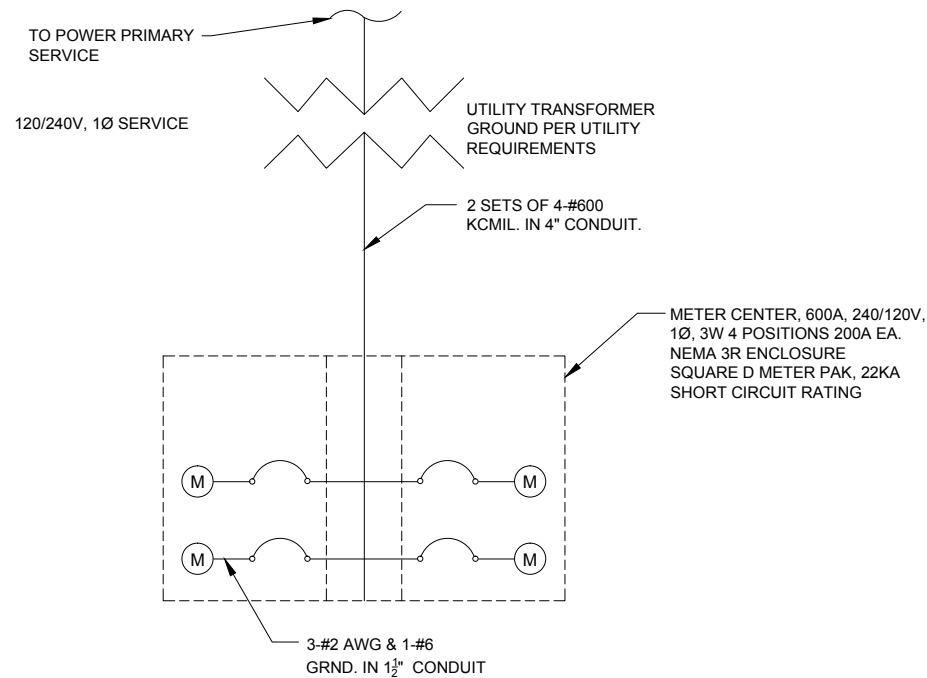 TO POWER PRIMARY
SERVICE
120/240V, 1Ø SERVICE
UTILITY TRANSFORMER
GROUND PER UTILITY
REQUIREMENTS
2 SETS OF 4-#600
KCMIL. IN 4" CONDUIT.
METER CENTER, 600A, 240/120V,
1Ø, 3W 4 POSITIONS 200A EA.
NEMA 3R ENCLOSURE
SQUARE D METER PAK, 22KA
SHORT CIRCUIT RATING
M
M
M
M
3-#2 AWG & 1-#6
GRND. IN 1½" CONDUIT